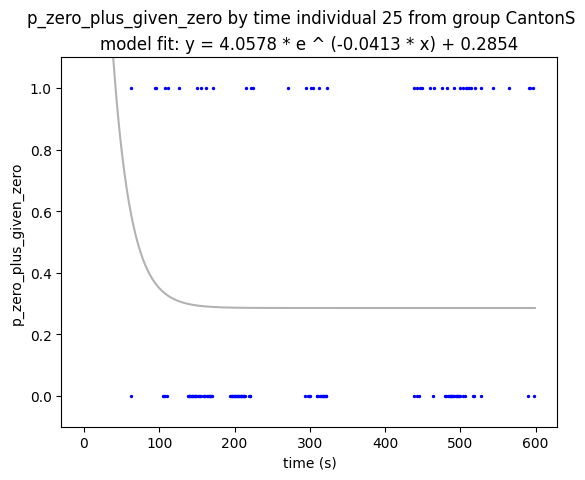 p_zero_plus_given_zero by time individual 25 from group CantonS
model fit: y = 4.0578 * e ^ (-0.0413 * x) + 0.2854
1.0
0.8
0.6
0.4
0.2
0.0
p_zero_plus_given_zero
0 100 200 300 400 500 600
time (s)